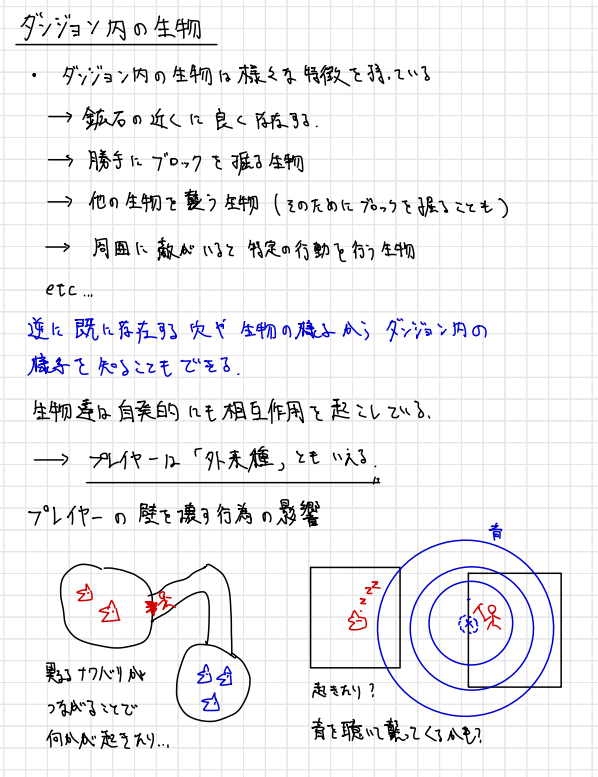 ダンジョン内の生物
・ ダンジョン内の生物は様々な特徴を持っている
→ 鉱石の近くに良く存在する.
→ 勝手にブロックを掘る生物
→ 他の生物を襲う生物 (そのためにブロックを掘ることも)
→ 周囲に敵がいると特定の行動を行う生物
etc...
逆に既に存在する穴や生物の様子からダンジョン内の
様子を知ることもできる.
生物達は自発的にも相互作用を起こしている.
→ プレイヤーは「外来種」ともいえる.
プレイヤーの壁を壊す行為の影響
音
z z z
異るナワバリが
つながることで
何かが起きたり...
起きたり?
音を聴いて襲ってくるかも?